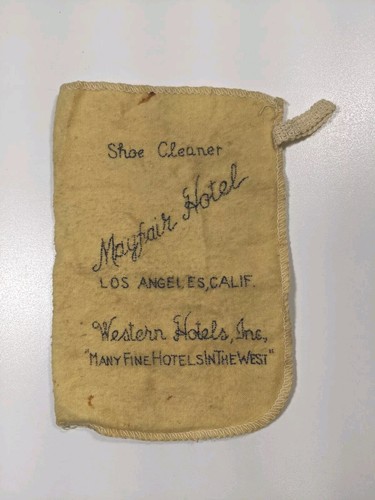 Shoe Cleaner
Mayfair Hotel
LOS ANGELES, CALIF.
Western Hotels, Inc,
"MANY FINE HOTELS IN THE WEST"